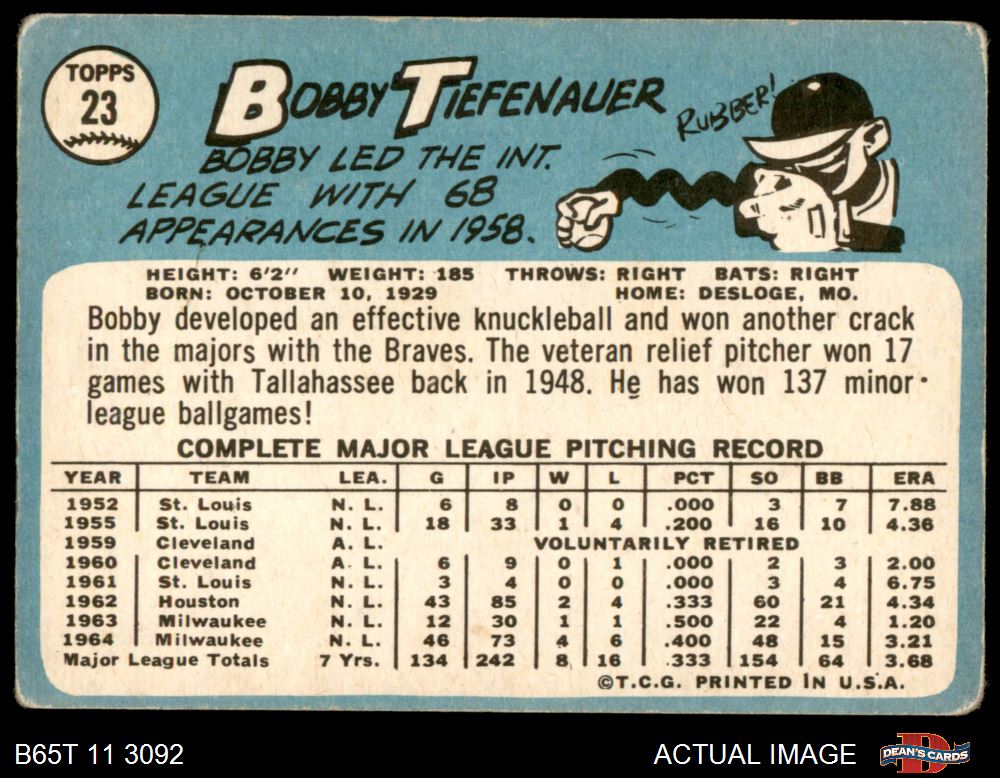 TOPPS
23
BOBBY TIEFENAUER
RUBBER!
BOBBY LED THE INT.
LEAGUE WITH 68
APPEARANCES IN 1958.
HEIGHT: 6'2" WEIGHT: 185 THROWS: RIGHT BATS: RIGHT
BORN: OCTOBER 10, 1929 HOME: DESLOGE, MO.
Bobby developed an effective knuckleball and won another crack
in the majors with the Braves. The veteran relief pitcher won 17
games with Tallahassee back in 1948. He has won 137 minor
league ballgames!
COMPLETE MAJOR LEAGUE PITCHING RECORD
YEAR TEAM LEA. G IP W L PCT SO BB ERA
1952 St. Louis N. L. 6 8 0 0 .000 3 7 7.88
1955 St. Louis N. L. 18 33 1 4 .200 16 10 4.36
1959 Cleveland A. L. VOLUNTARILY RETIRED
1960 Cleveland A. L. 6 9 0 1 .000 2 3 2.00
1961 St. Louis N. L. 3 4 0 0 .000 3 4 6.75
1962 Houston N. L. 43 85 2 4 .333 60 21 4.34
1963 Milwaukee N. L. 12 30 1 1 .500 22 4 1.20
1964 Milwaukee N. L. 46 73 4 6 .400 48 15 3.21
Major League Totals 7 Yrs. 134 242 8 16 .333 154 64 3.68
©T.C.G. PRINTED IN U.S.A.
B65T 11 3092 ACTUAL IMAGE DEAN'S CARDS